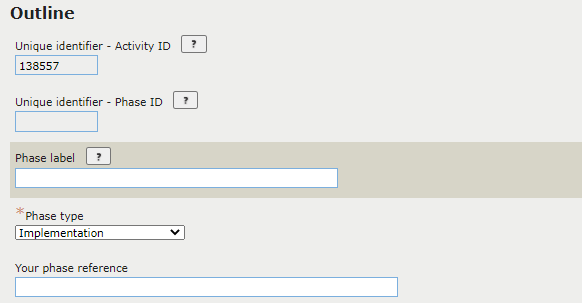 Outline
Unique identifier - Activity ID ?
138557
Unique identifier - Phase ID ?
Phase label ?
*Phase type
Implementation
Your phase reference